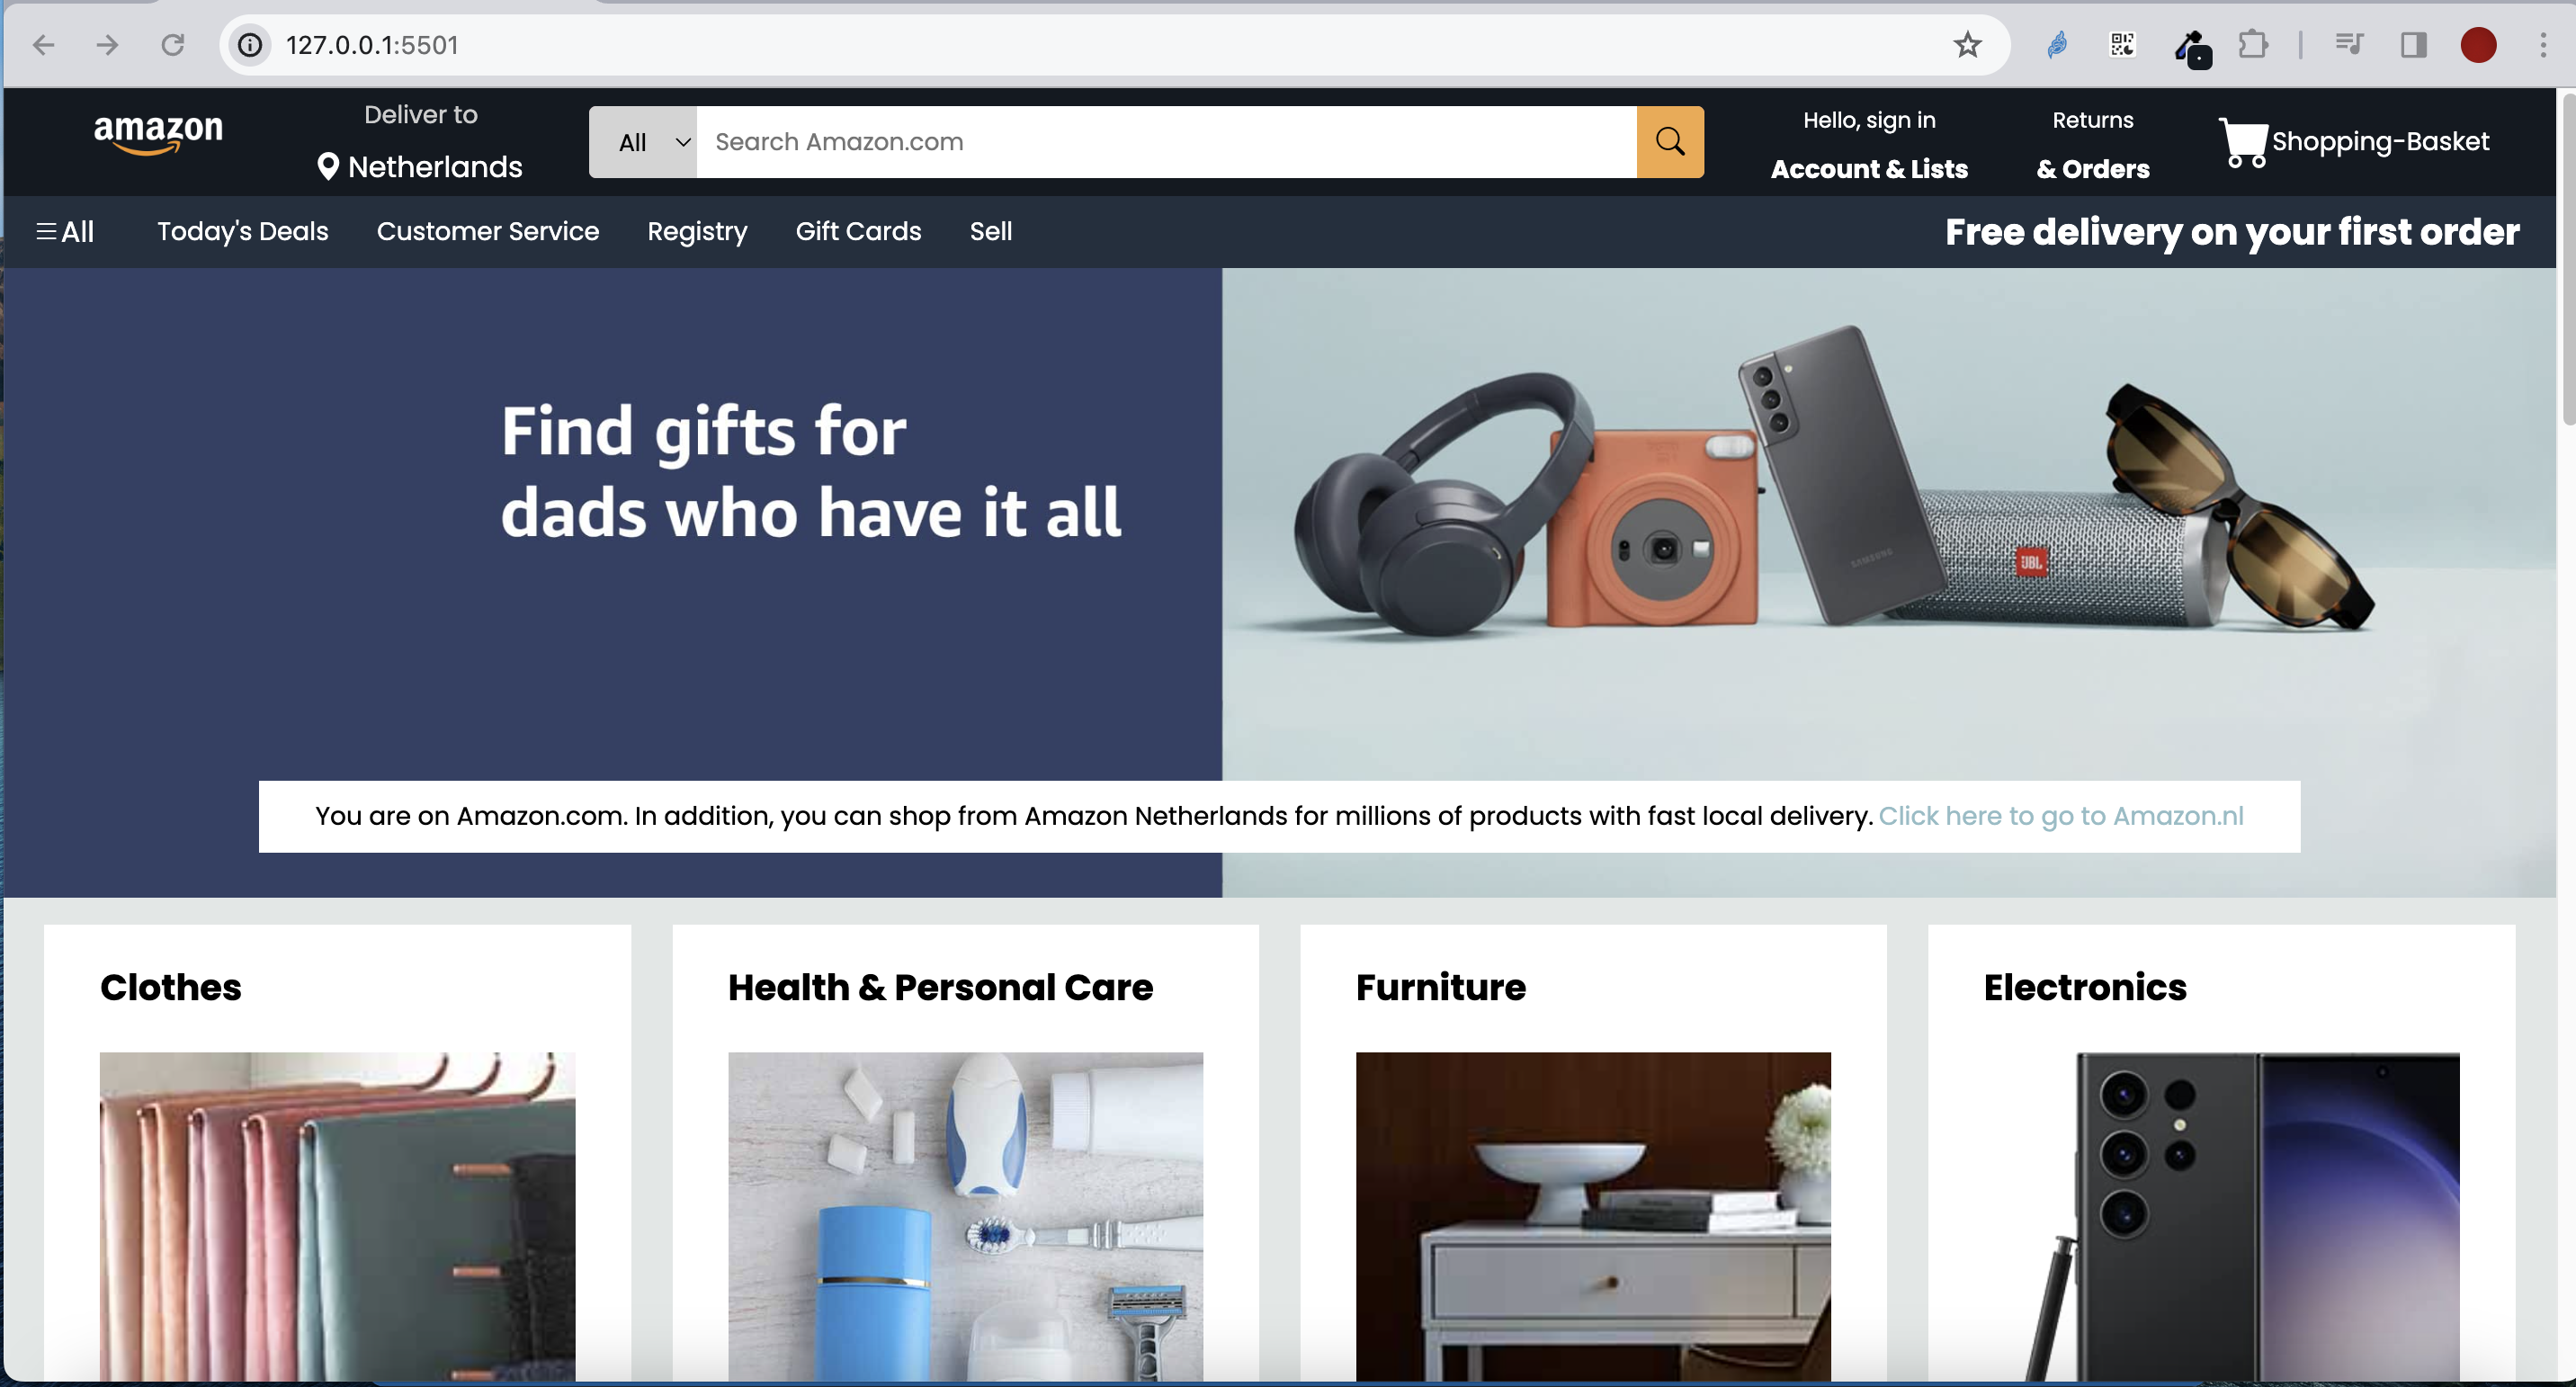 127.0.0.1:5501
amazon
Deliver to
Netherlands
All
Search Amazon.com
Hello, sign in
Account & Lists
Returns
& Orders
Shopping-Basket
All
Today's Deals
Customer Service
Registry
Gift Cards
Sell
Free delivery on your first order
Find gifts for
dads who have it all
SAMSUNG
JBL
You are on Amazon.com. In addition, you can shop from Amazon Netherlands for millions of products with fast local delivery. Click here to go to Amazon.nl
Clothes
Health & Personal Care
Furniture
Electronics